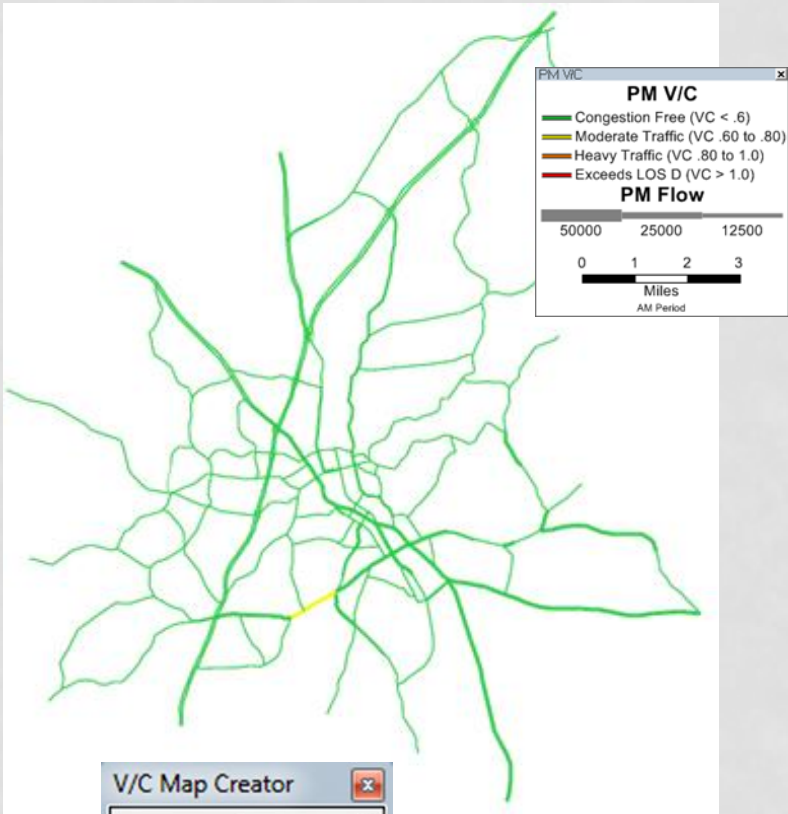 PM V/C
PM V/C
Congestion Free (VC < .6)
Moderate Traffic (VC .60 to .80)
Heavy Traffic (VC .80 to 1.0)
Exceeds LOS D (VC > 1.0)
PM Flow
50000 25000 12500
0 1 2 3
Miles
AM Period
V/C Map Creator